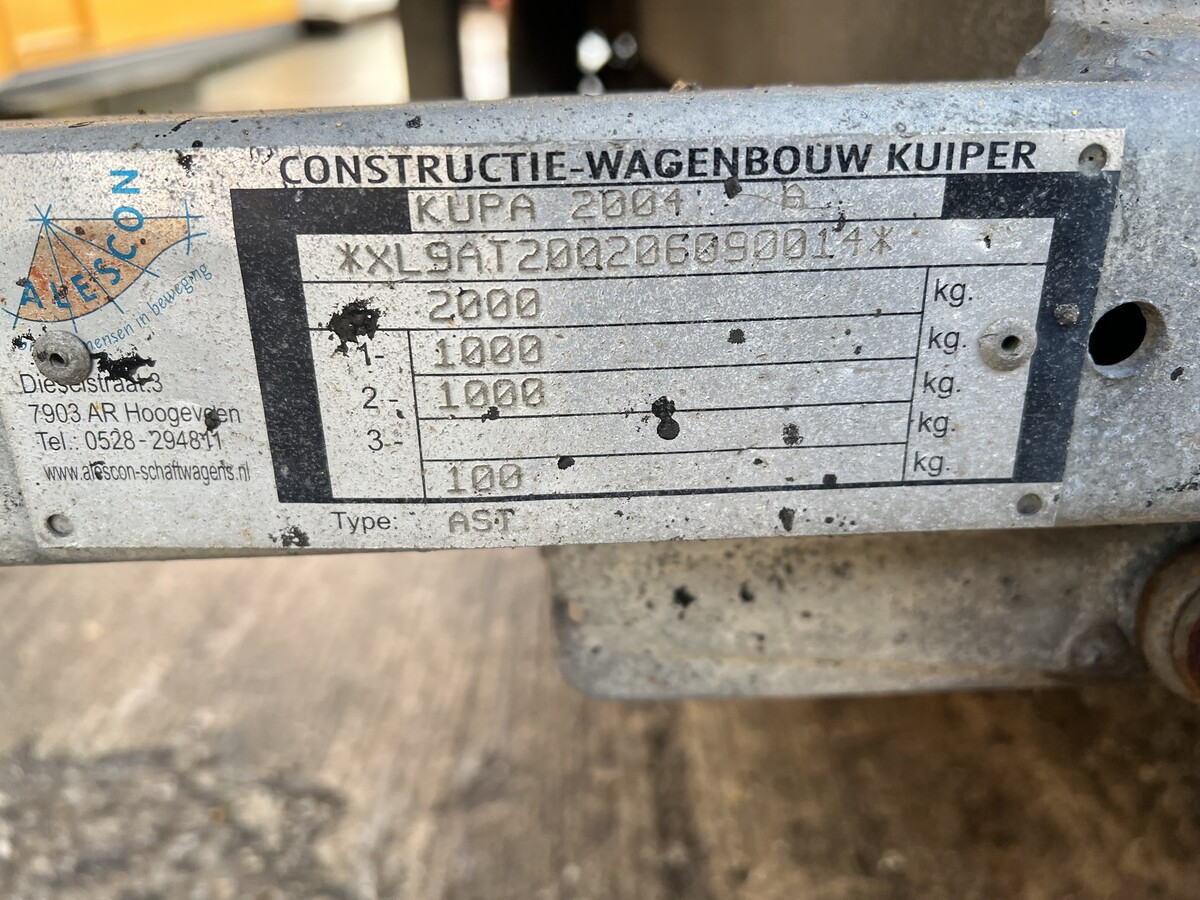 ALESCON
mensen in beweging
Dieselstraat 3
7903 AR Hoogeveen
Tel.: 0528 - 294811
www.alescon-schaftwagens.nl
CONSTRUCTIE-WAGENBOUW KUIPER
KUPA 2004 A
*XL9AT200206090014*
2000 kg.
1- 1000 kg.
2- 1000 kg.
3- kg.
100 kg.
Type: AST